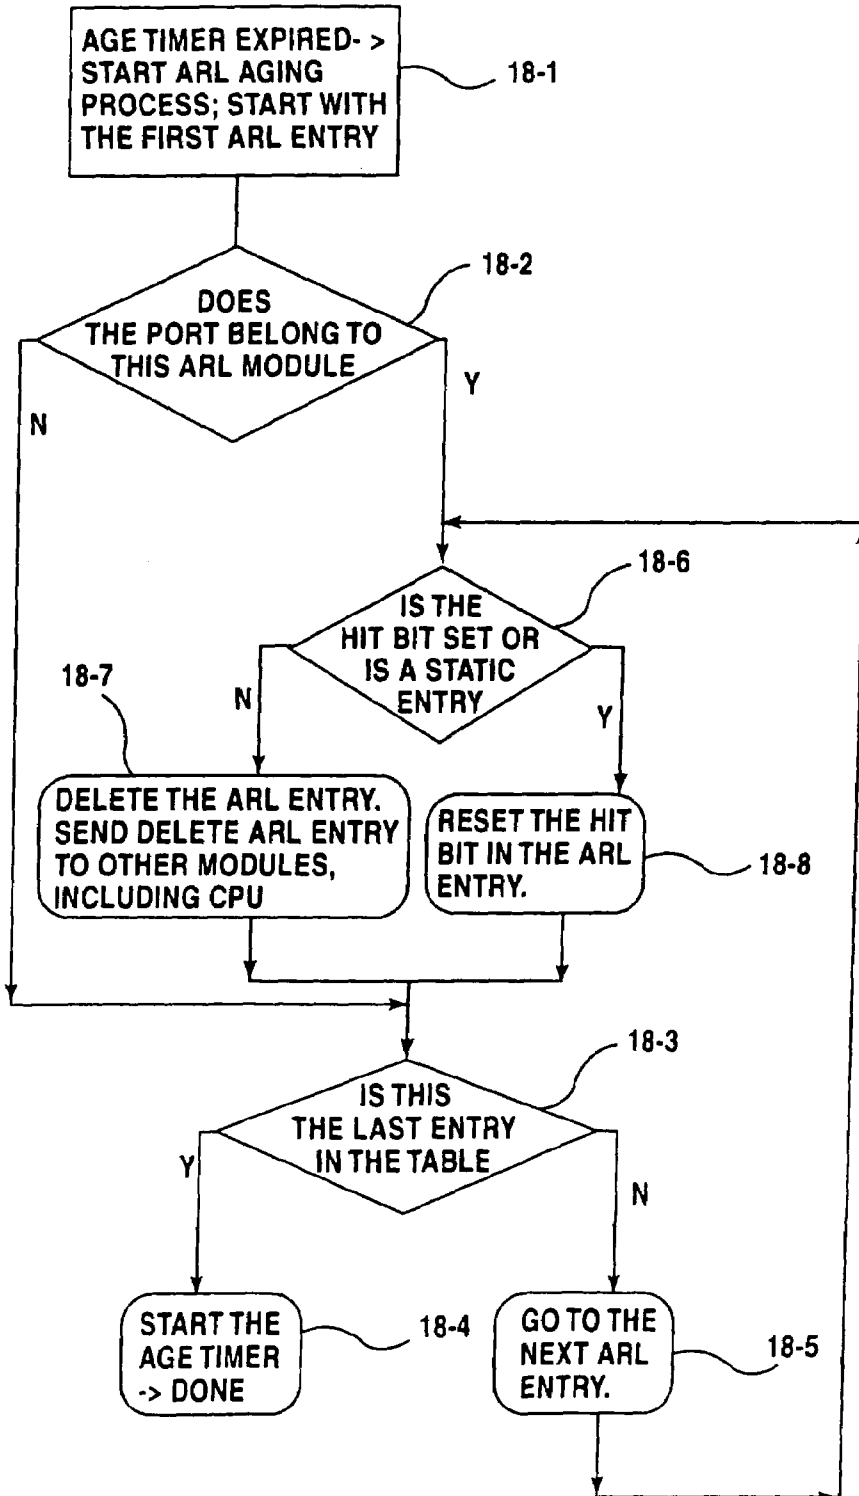 AGE TIMER EXPIRED- >
START ARL AGING
PROCESS; START WITH
THE FIRST ARL ENTRY
18-1
18-2
DOES
THE PORT BELONG TO
THIS ARL MODULE
Y
N
18-6
IS THE
HIT BIT SET OR
IS A STATIC
ENTRY
18-7
N
Y
DELETE THE ARL ENTRY.
SEND DELETE ARL ENTRY
TO OTHER MODULES,
INCLUDING CPU
RESET THE HIT
BIT IN THE ARL
ENTRY.
18-8
18-3
IS THIS
THE LAST ENTRY
IN THE TABLE
Y
N
START THE
AGE TIMER
-> DONE
18-4
GO TO THE
NEXT ARL
ENTRY.
18-5